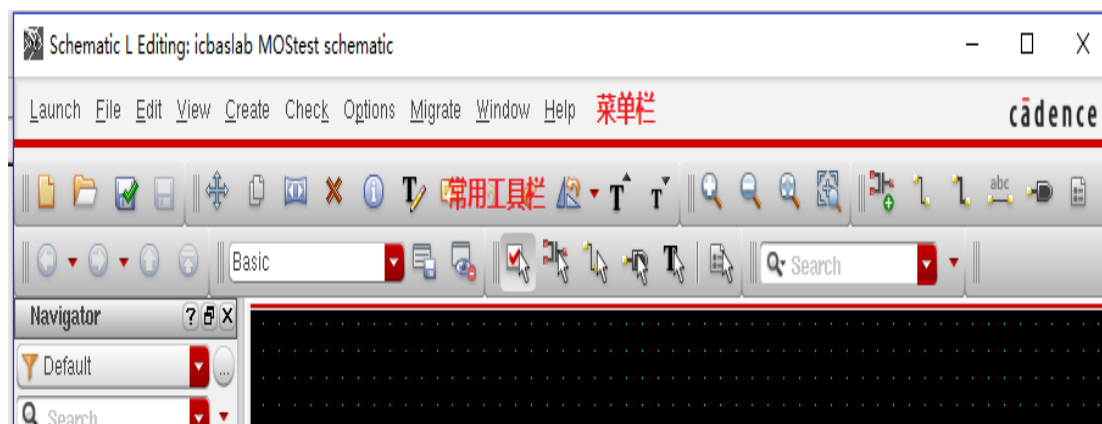 Schematic L Editing: icbaslab MOStest schematic
Launch File Edit View Create Check Options Migrate Window Help 菜单栏 cādence
常用工具栏 abc
Basic Search
Navigator
Default
Search